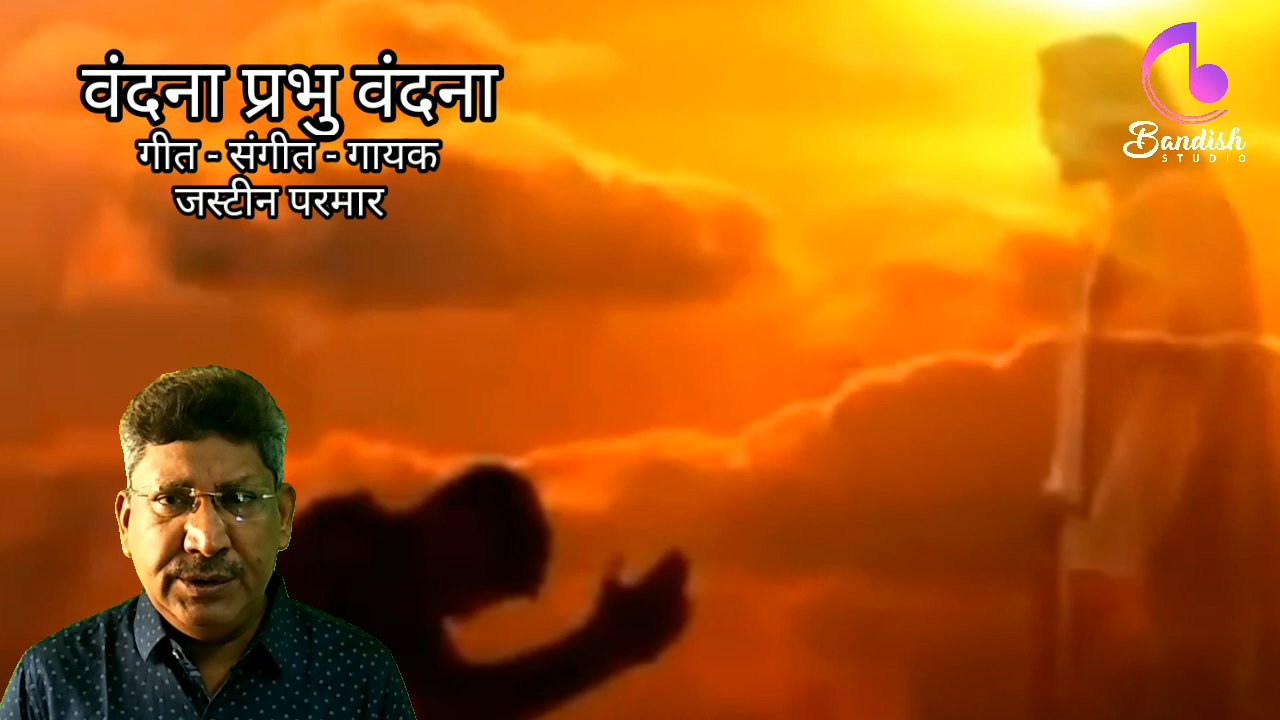 वंदना प्रभु वंदना
गीत - संगीत - गायक
जस्टीन परमार
Bandish
STUDIO